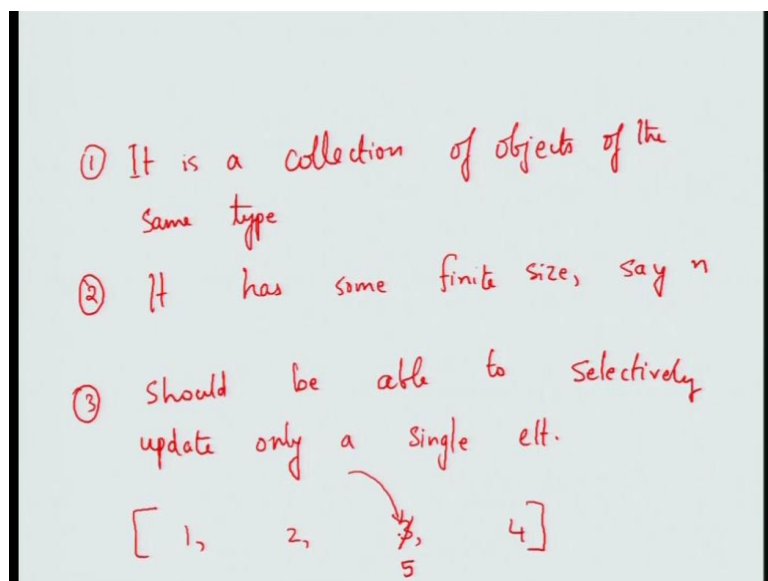 ① It is a collection of objects of the
same type
② It has some finite size, say n
③ Should be able to selectively
update only a single elt.
[ 1, 2, 3, 4 ]
5